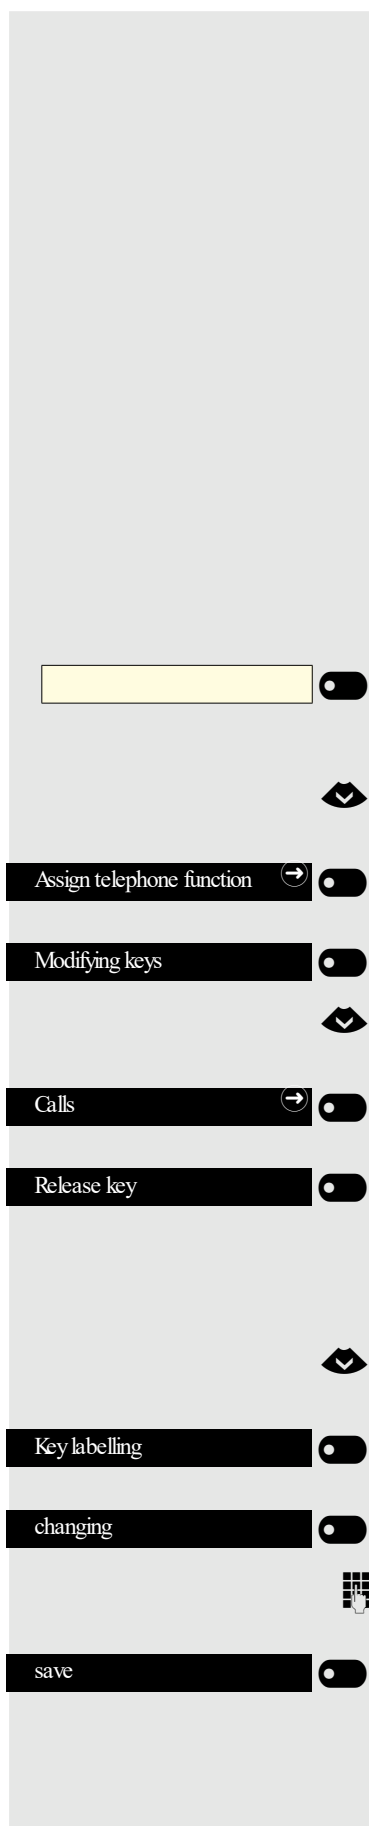 Assign telephone function
Modifying keys
Calls
Release key
Key labelling
changing
save